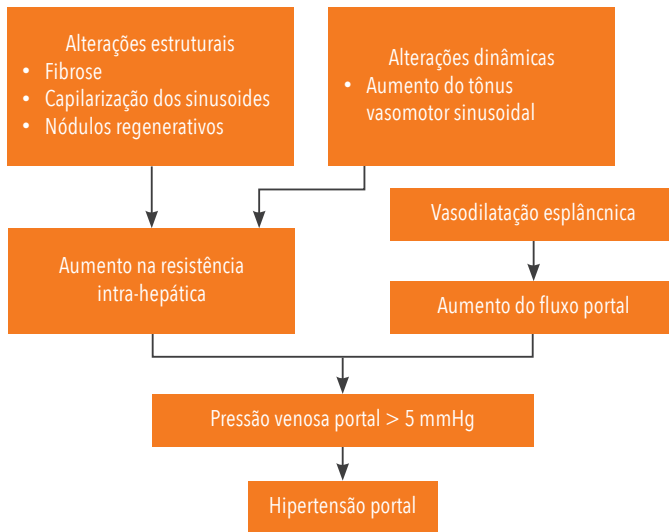 Alterações estruturais
• Fibrose
• Capilarização dos sinusoides
• Nódulos regenerativos
Alterações dinâmicas
• Aumento do tônus
vasomotor sinusoidal
Vasodilatação esplâncnica
Aumento na resistência
intra-hepática
Aumento do fluxo portal
Pressão venosa portal > 5 mmHg
Hipertensão portal